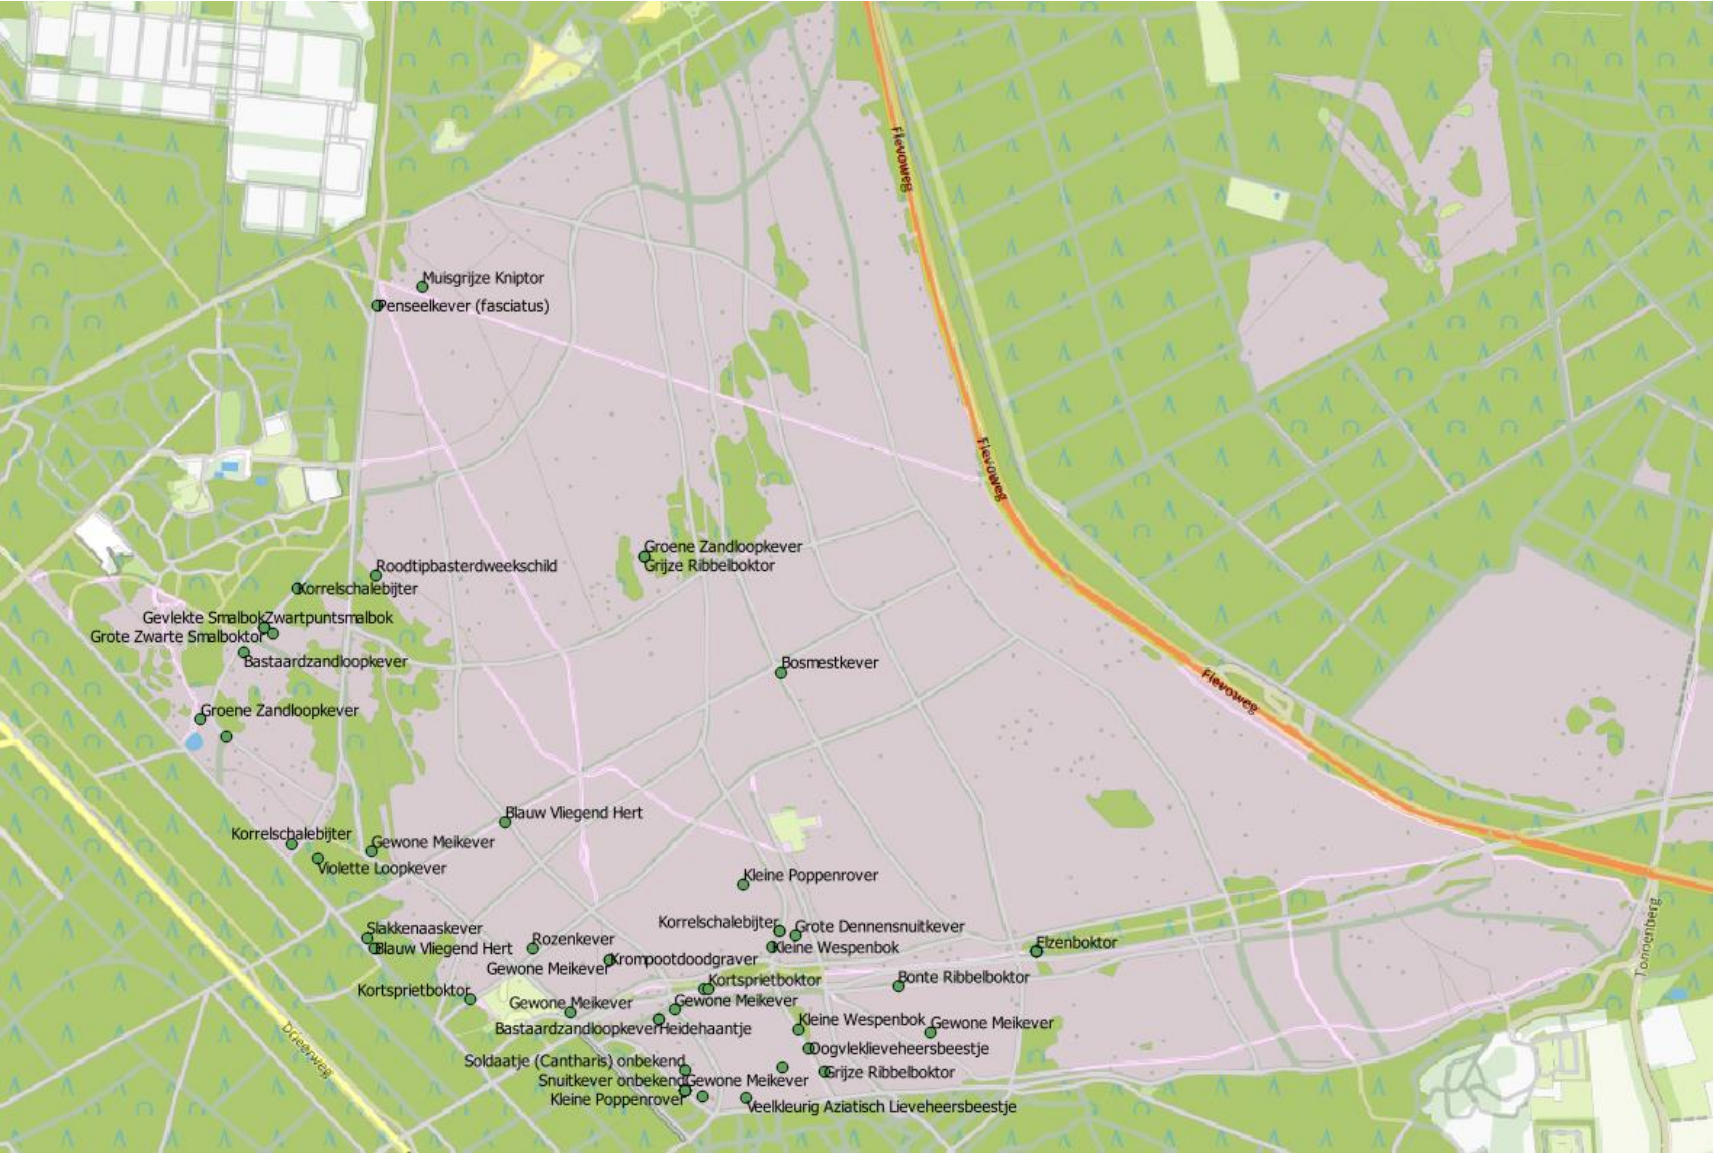 Flevoweg
Muisgrijze Kniptor
Penseelkever (fasciatus)
Flevoweg
Groene Zandloopkever
Grijze Ribbelboktor
Roodtipbasterdweekschild
Korrelschalebijter
Gevlekte Smalbok
Zwartpuntsmalbok
Grote Zwarte Smalboktor
Bastaardzandloopkever
Bosmestkever
Flevoweg
Groene Zandloopkever
Blauw Vliegend Hert
Korrelschalebijter
Gewone Meikever
Violette Loopkever
Kleine Poppenrover
Korrelschalebijter
Grote Dennensnuitkever
Slakkenaaskever
Blauw Vliegend Hert
Rozenkever
Kleine Wespenbok
Elzenboktor
Tonnenberg
Gewone Meikever
Krompootdoodgraver
Bonte Ribbelboktor
Kortsprietboktor
Kortsprietboktor
Gewone Meikever
Gewone Meikever
Bastaardzandloopkever
Heidehaantje
Kleine Wespenbok
Gewone Meikever
Drieërweg
Oogvleklieveheersbeestje
Soldaatje (Cantharis) onbekend
Grijze Ribbelboktor
Snuitkever onbekend
Gewone Meikever
Kleine Poppenrover
Veelkleurig Aziatisch Lieveheersbeestje